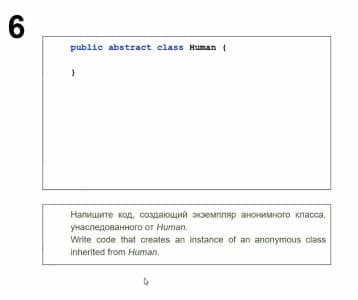 6
public abstract class Human {
}
Напишите код, создающий экземпляр анонимного класса,
унаследованного от Human.
Write code that creates an instance of an anonymous class
inherited from Human.